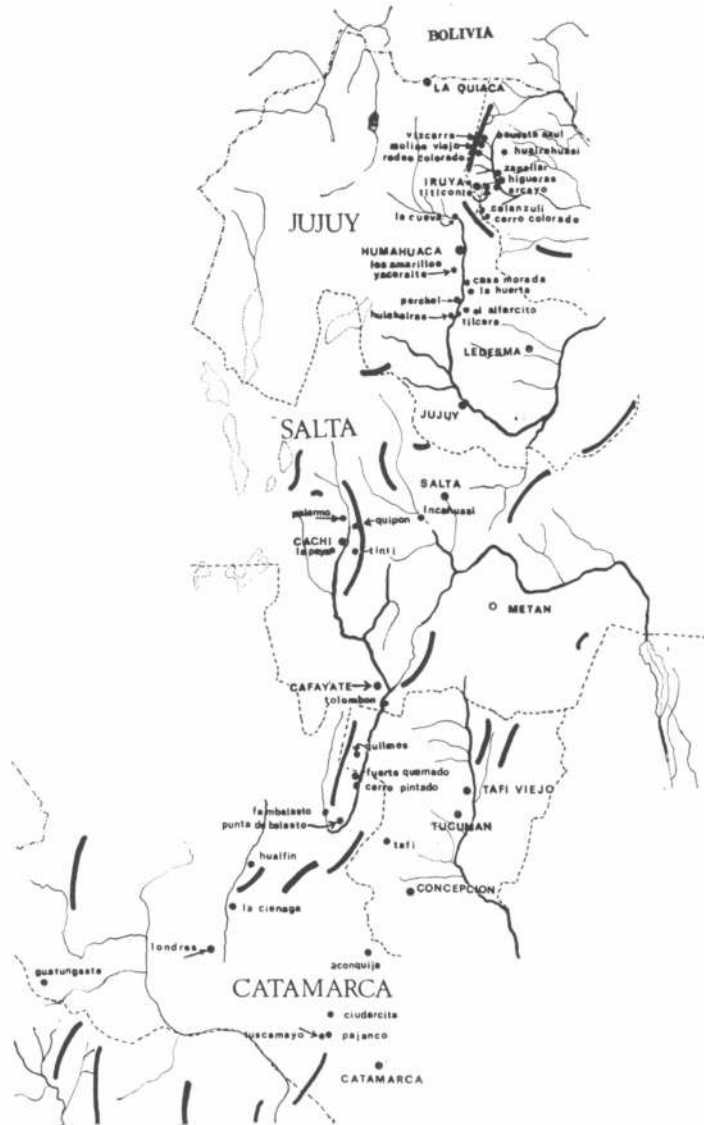 BOLIVIA
LA QUIACA
vizcarra
molino viejo
rodeo colorado
abuesta azul
huairahuasi
zapallar
higueras
arcayo
IRUYA
titiconte
calanzuli
cerro colorado
la cueva
JUJUY
HUMAHUACA
los amarillos
yacoraite
casa morada
la huerta
perchel
el alfarcito
huichairas
tilcara
LEDESMA
JUJUY
SALTA
SALTA
palermo
quipon
incahuasi
CACHI
la paya
tinti
METAN
CAFAYATE
tolombon
quilmes
fuerte quemado
cerro pintado
TAFI VIEJO
famabalasto
punta de balasto
TUCUMAN
tafi
hualfin
CONCEPCION
la cienaga
londres
aconquija
guatungasta
CATAMARCA
ciudarcita
tuscamayo
pajanco
CATAMARCA